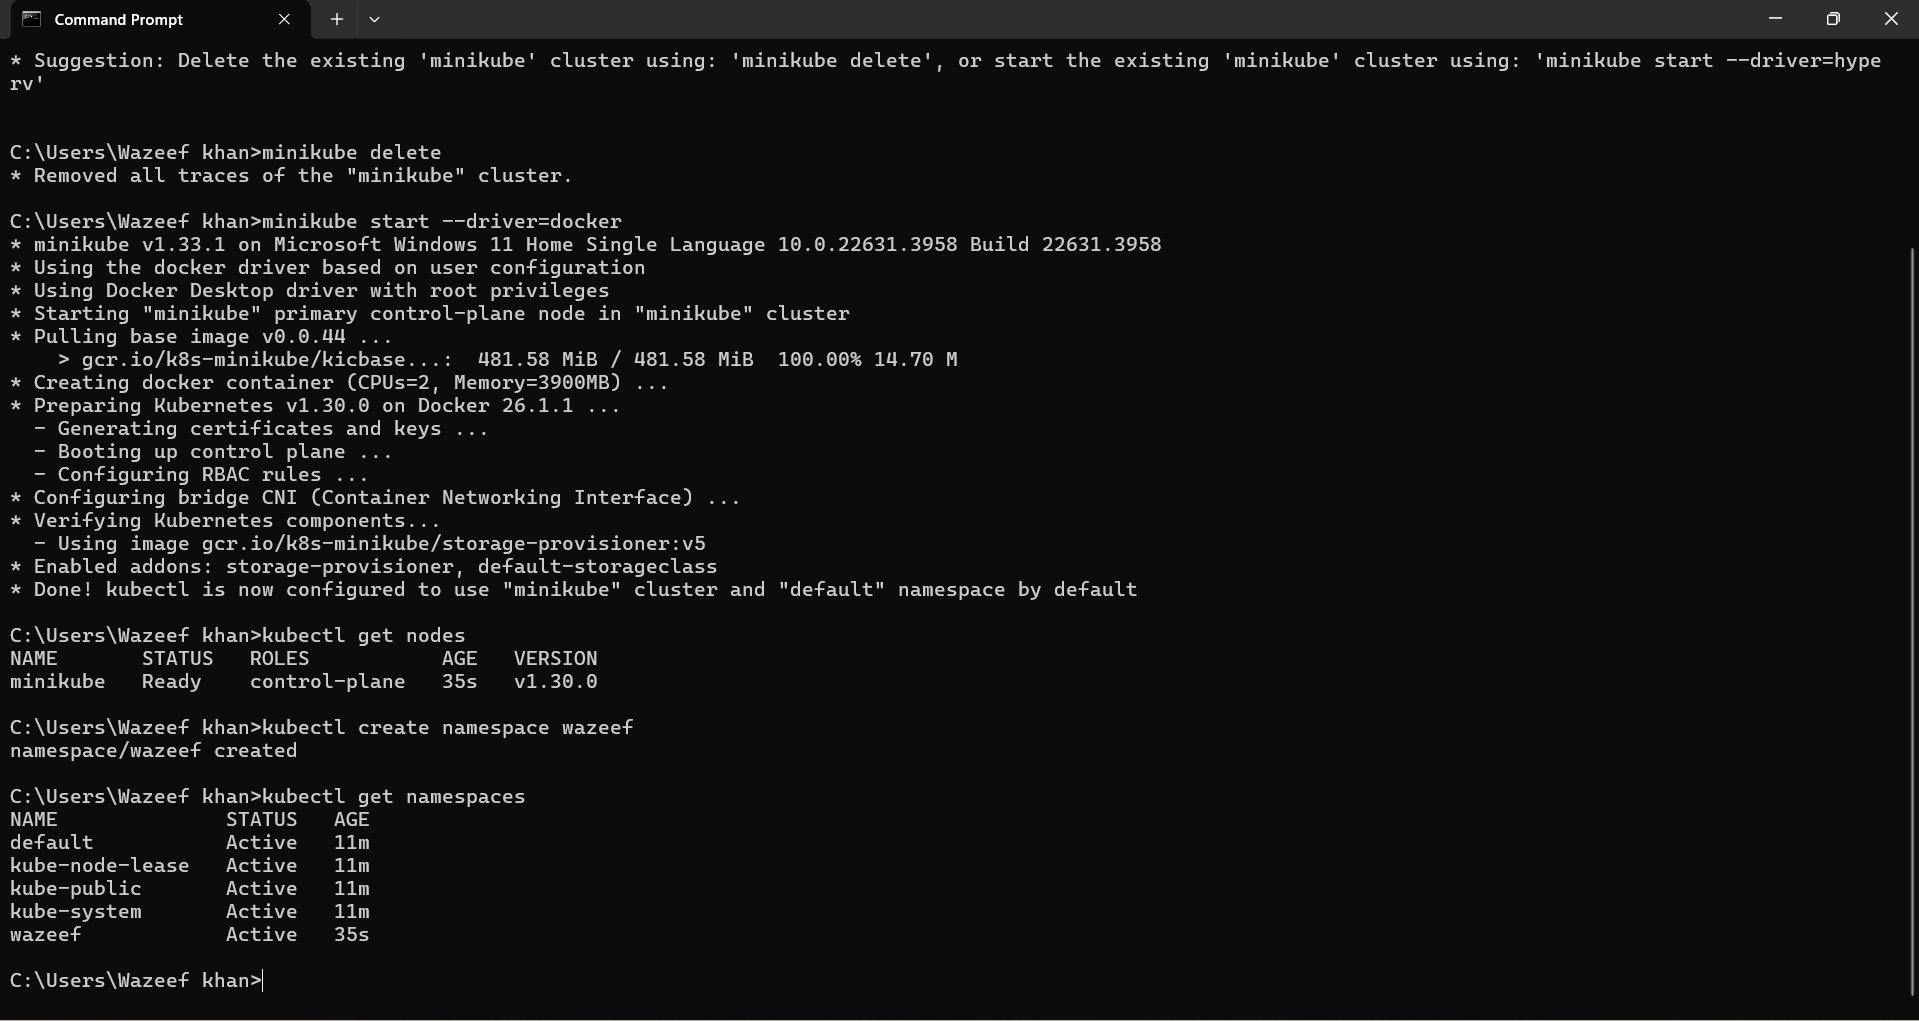 Command Prompt
* Suggestion: Delete the existing 'minikube' cluster using: 'minikube delete', or start the existing 'minikube' cluster using: 'minikube start --driver=hype
rv'
C:\Users\Wazeef khan>minikube delete
* Removed all traces of the "minikube" cluster.
C:\Users\Wazeef khan>minikube start --driver=docker
* minikube v1.33.1 on Microsoft Windows 11 Home Single Language 10.0.22631.3958 Build 22631.3958
* Using the docker driver based on user configuration
* Using Docker Desktop driver with root privileges
* Starting "minikube" primary control-plane node in "minikube" cluster
* Pulling base image v0.0.44 ...
    > gcr.io/k8s-minikube/kicbase...:  481.58 MiB / 481.58 MiB  100.00% 14.70 M
* Creating docker container (CPUs=2, Memory=3900MB) ...
* Preparing Kubernetes v1.30.0 on Docker 26.1.1 ...
  - Generating certificates and keys ...
  - Booting up control plane ...
  - Configuring RBAC rules ...
* Configuring bridge CNI (Container Networking Interface) ...
* Verifying Kubernetes components...
  - Using image gcr.io/k8s-minikube/storage-provisioner:v5
* Enabled addons: storage-provisioner, default-storageclass
* Done! kubectl is now configured to use "minikube" cluster and "default" namespace by default
C:\Users\Wazeef khan>kubectl get nodes
NAME       STATUS   ROLES           AGE   VERSION
minikube   Ready    control-plane   35s   v1.30.0
C:\Users\Wazeef khan>kubectl create namespace wazeef
namespace/wazeef created
C:\Users\Wazeef khan>kubectl get namespaces
NAME              STATUS   AGE
default           Active   11m
kube-node-lease   Active   11m
kube-public       Active   11m
kube-system       Active   11m
wazeef            Active   35s
C:\Users\Wazeef khan>